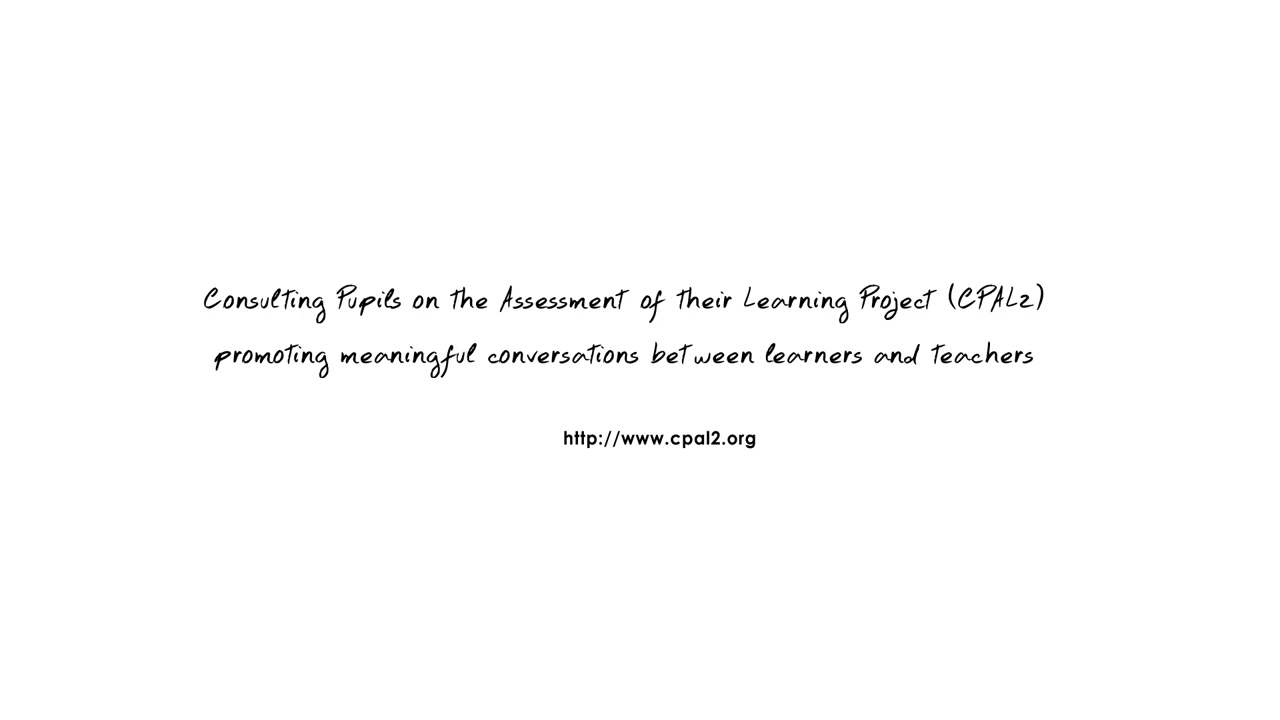 Consulting Pupils on the Assessment of their Learning Project (CPAL2)
promoting meaningful conversations between learners and teachers
http://www.cpal2.org